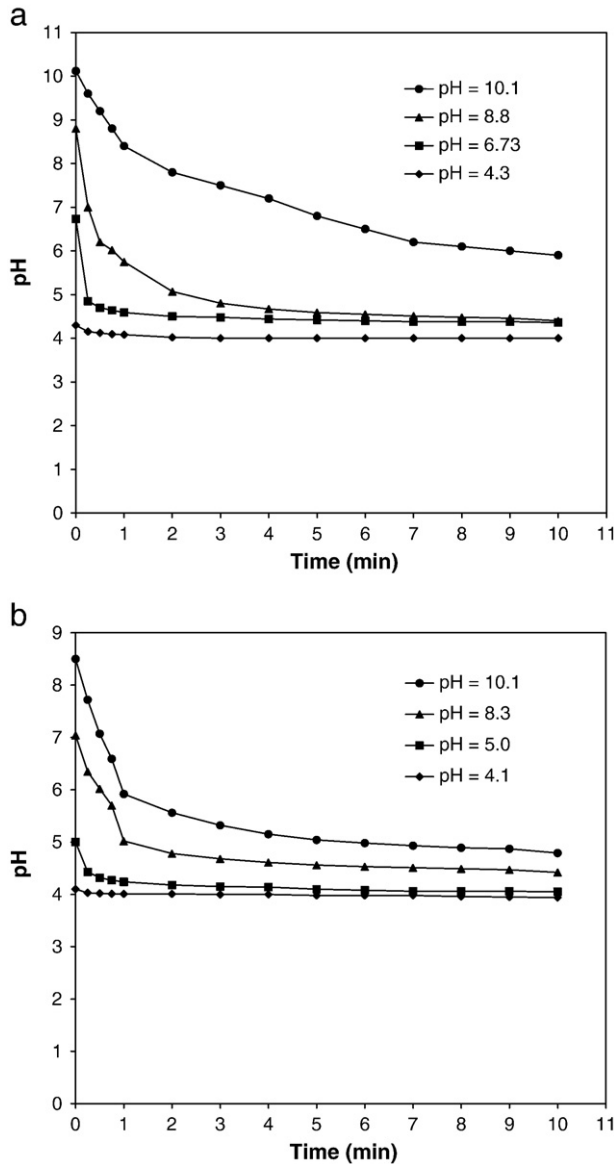 a
11
10
9
8
7
6
5
4
3
2
1
0
pH
pH = 10.1
pH = 8.8
pH = 6.73
pH = 4.3
0 1 2 3 4 5 6 7 8 9 10 11
Time (min)
b
9
8
7
6
5
4
3
2
1
0
pH
pH = 10.1
pH = 8.3
pH = 5.0
pH = 4.1
0 1 2 3 4 5 6 7 8 9 10 11
Time (min)